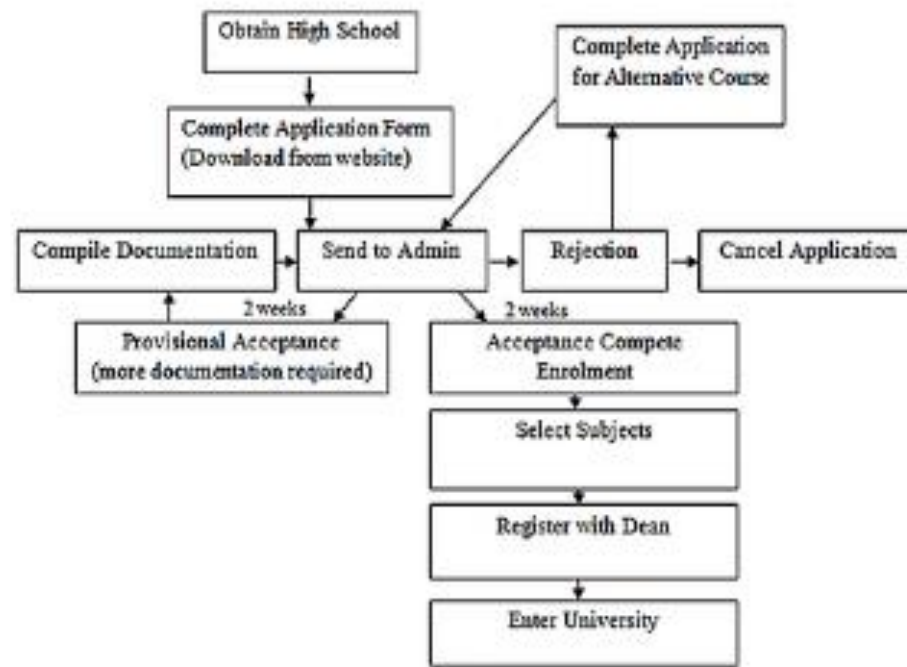 Obtain High School
Complete Application
for Alternative Course
Complete Application Form
(Download from website)
Compile Documentation
Send to Admin
Rejection
Cancel Application
2 weeks
2 weeks
Provisional Acceptance
(more documentation required)
Acceptance Compete
Enrolment
Select Subjects
Register with Dean
Enter University